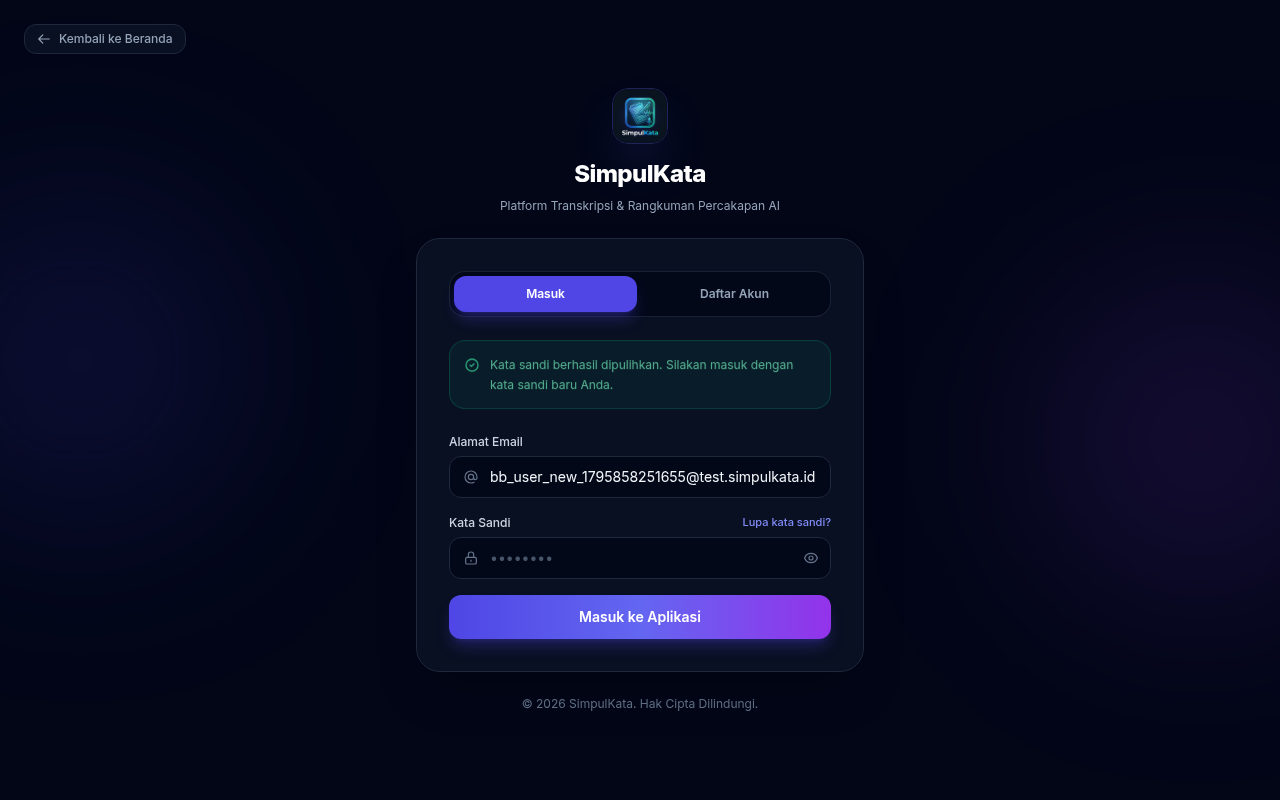 Kembali ke Beranda
SimpulKata
SimpulKata
Platform Transkripsi & Rangkuman Percakapan AI
Masuk
Daftar Akun
Kata sandi berhasil dipulihkan. Silakan masuk dengan
kata sandi baru Anda.
Alamat Email
bb_user_new_1795858251655@test.simpulkata.id
Kata Sandi
Lupa kata sandi?
••••••••
Masuk ke Aplikasi
© 2026 SimpulKata. Hak Cipta Dilindungi.